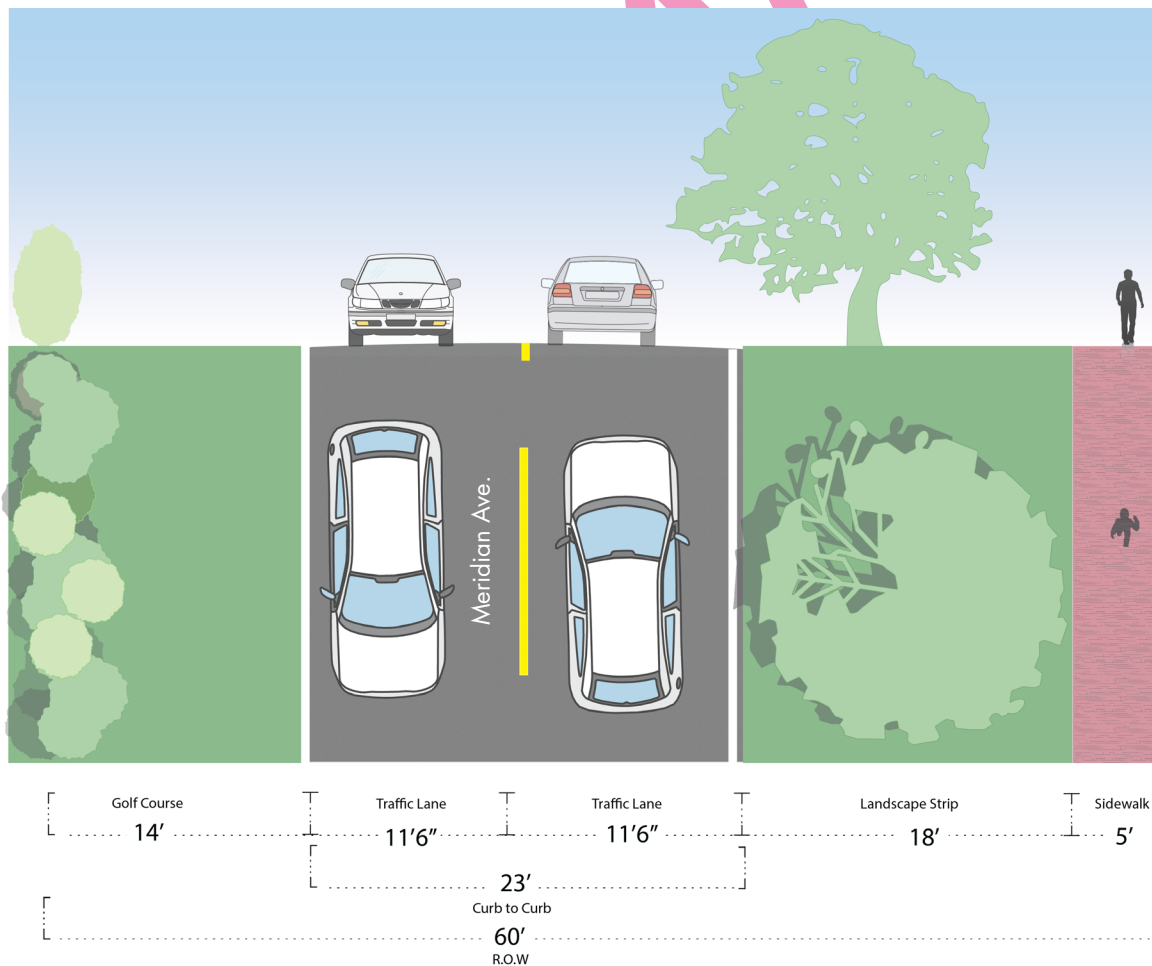 Meridian Ave.
Golf Course
14’
Traffic Lane
11’6”
Traffic Lane
11’6”
Landscape Strip
18’
Sidewalk
5’
23’
Curb to Curb
60’
R.O.W